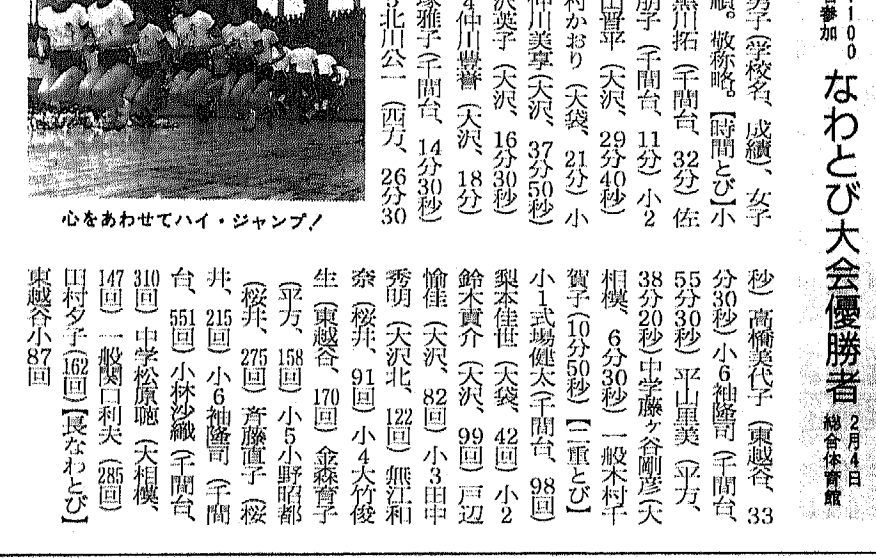 1100
名参加
なわとび大会優勝者
2月4日
総合体育館
男子(学校名、成績)、女子
績。敬称略。【時間とび】小
黒川拓(千間台、32分)佐
朋子(千間台、11分)小2
山晋平(大沢、29分40秒)
村かおり(大袋、21分)小
仲川美享(大沢、37分50秒)
沢英子(大沢、16分30秒)
4仲川豊誉(大沢、18分)
塚雅子(千間台、14分30秒)
5北川公一(西方、26分30
心をあわせてハイ・ジャンプ!
秒)高橋美代子(東越谷、33
分30秒)小6袖隆司(千間台、
55分30秒)平山里美(平方、
38分20秒)中学藤ヶ谷剛彦(大
相模、6分30秒)一般木村千
賀子(10分50秒)【二重とび】
小1式場健太(千間台、98回)
梨本佳世(大袋、42回)小2
鈴木貴介(大沢、99回)戸辺
愉佳(大沢、82回)小3田中
秀明(大沢北、122回)無江和
奈(桜井、91回)小4大竹俊
生(東越谷、170回)金森育子
(平方、158回)小5小野昭都
(桜井、275回)斉藤直子(桜
井、215回)小6袖隆司(千間
台、551回)小林沙織(千間台、
310回)中学松原聡(大相模、
147回)一般関口利夫(285回)
田村夕子(162回)【長なわとび】
東越谷小87回